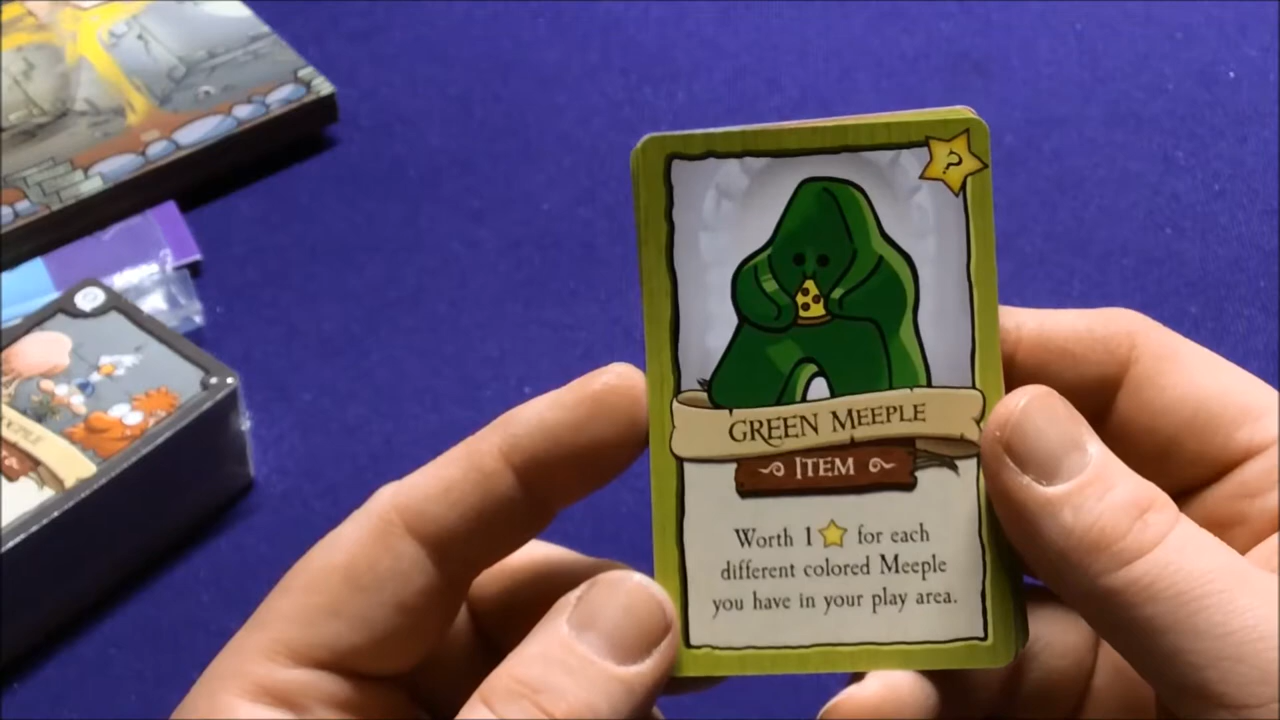 ?
GREEN MEEPLE
ITEM
Worth 1 for each
different colored Meeple
you have in your play area.